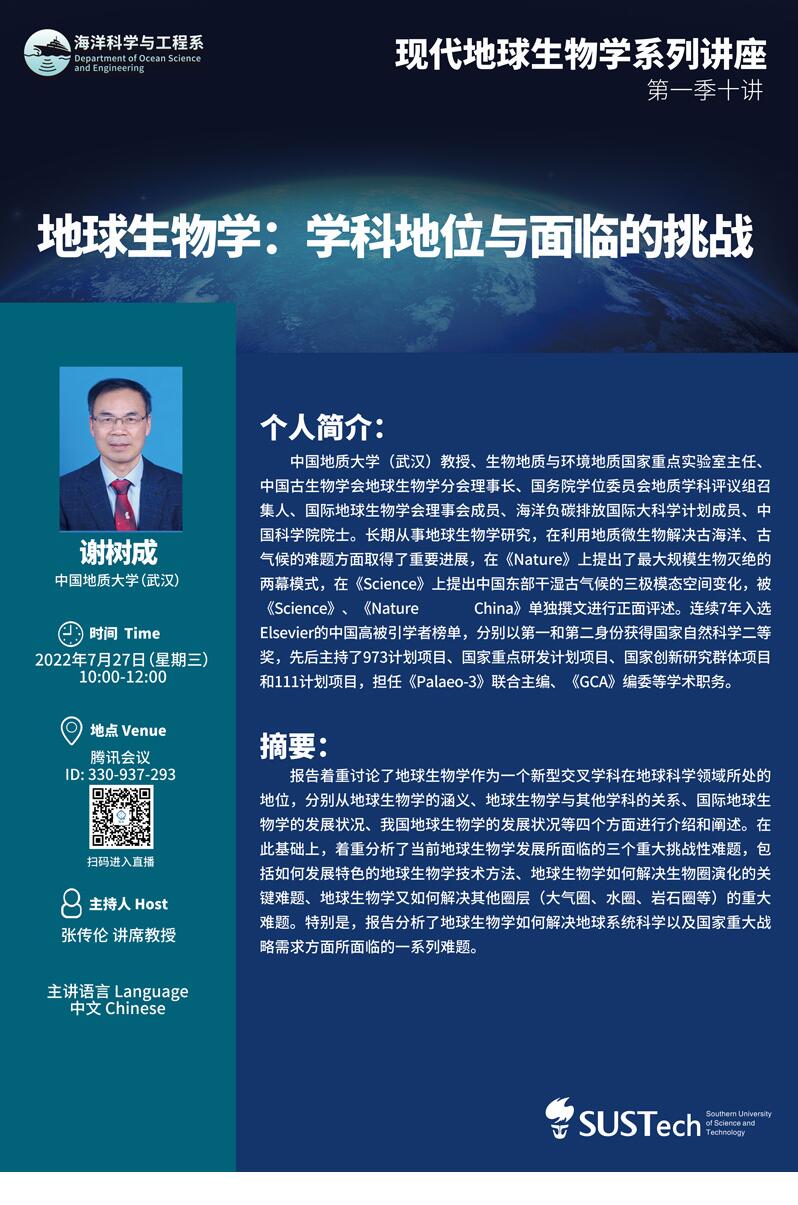 海洋科学与工程系
Department of Ocean Science
and Engineering
现代地球生物学系列讲座
第一季十讲
地球生物学：学科地位与面临的挑战
谢树成
中国地质大学（武汉）
时间 Time
2022年7月27日（星期三）
10:00-12:00
地点 Venue
腾讯会议
ID: 330-937-293
扫码进入直播
主持人 Host
张传伦 讲席教授
主讲语言 Language
中文 Chinese
个人简介：
中国地质大学（武汉）教授、生物地质与环境地质国家重点实验室主任、
中国古生物学会地球生物学分会理事长、国务院学位委员会地质学科评议组召
集人、国际地球生物学会理事会成员、海洋负碳排放国际大科学计划成员、中
国科学院院士。长期从事地球生物学研究，在利用地质微生物解决古海洋、古
气候的难题方面取得了重要进展，在《Nature》上提出了最大规模生物灭绝的
两幕模式，在《Science》上提出中国东部干湿古气候的三极模态空间变化，被
《Science》、《Nature China》单独撰文进行正面评述。连续7年入选
Elsevier的中国高被引学者榜单，分别以第一和第二身份获得国家自然科学二等
奖，先后主持了973计划项目、国家重点研发计划项目、国家创新研究群体项目
和111计划项目，担任《Palaeo-3》联合主编、《GCA》编委等学术职务。
摘要：
报告着重讨论了地球生物学作为一个新型交叉学科在地球科学领域所处的
地位，分别从地球生物学的涵义、地球生物学与其他学科的关系、国际地球生
物学的发展状况、我国地球生物学的发展状况等四个方面进行介绍和阐述。在
此基础上，着重分析了当前地球生物学发展所面临的三个重大挑战性难题，包
括如何发展特色的地球生物学技术方法、地球生物学如何解决生物圈演化的关
键难题、地球生物学又如何解决其他圈层（大气圈、水圈、岩石圈等）的重大
难题。特别是，报告分析了地球生物学如何解决地球系统科学以及国家重大战
略需求方面所面临的一系列难题。
SUSTech
Southern University
of Science and
Technology